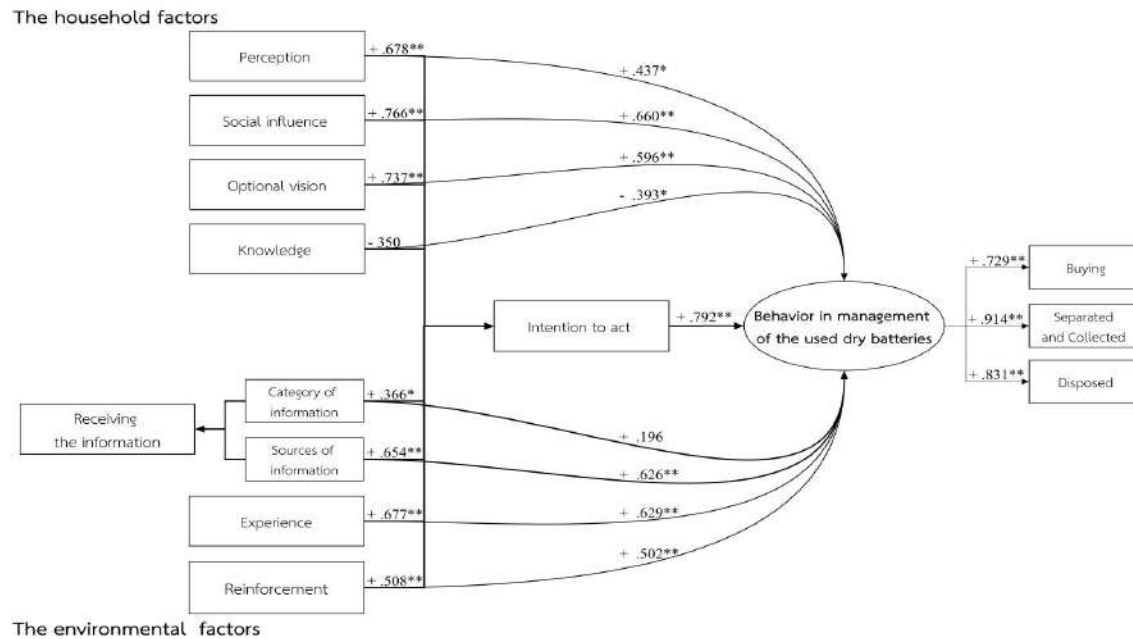 The household factors
Perception
+ .678**
+ .437*
Social influence
+ .766**
+ .660**
Optional vision
+ .737**
+ .596**
Knowledge
- .350
- .393*
Intention to act
+ .792**
Behavior in management
of the used dry batteries
+ .729**
Buying
+ .914**
Separated
and Collected
+ .831**
Disposed
Receiving
the information
Category of
information
+ .366*
+ .196
Sources of
information
+ .654**
+ .626**
Experience
+ .677**
+ .629**
Reinforcement
+ .508**
+ .502**
The environmental factors